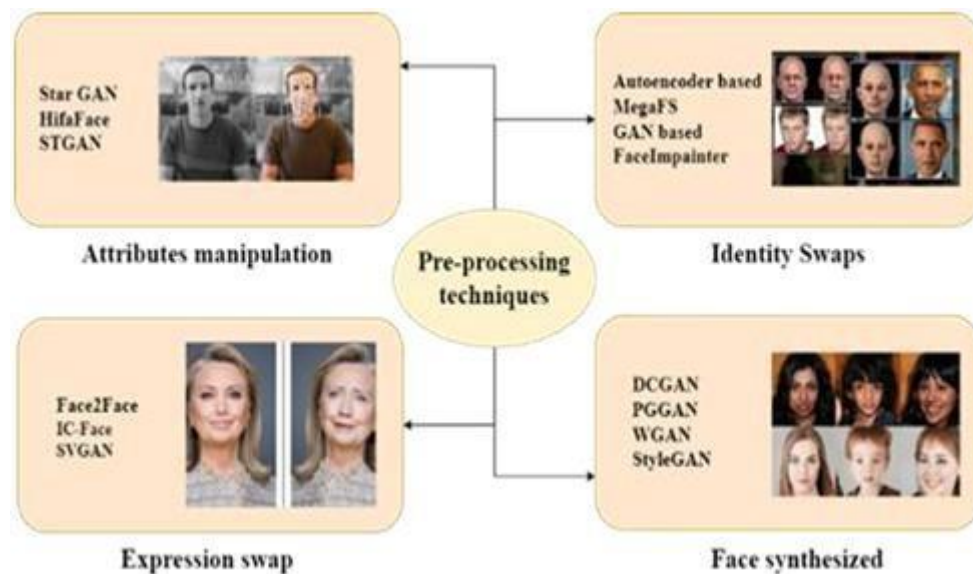 Star GAN
HifaFace
STGAN
Attributes manipulation
Autoencoder based
MegaFS
GAN based
FaceImpainter
Identity Swaps
Pre-processing
techniques
Face2Face
IC-Face
SVGAN
Expression swap
DCGAN
PGGAN
WGAN
StyleGAN
Face synthesized